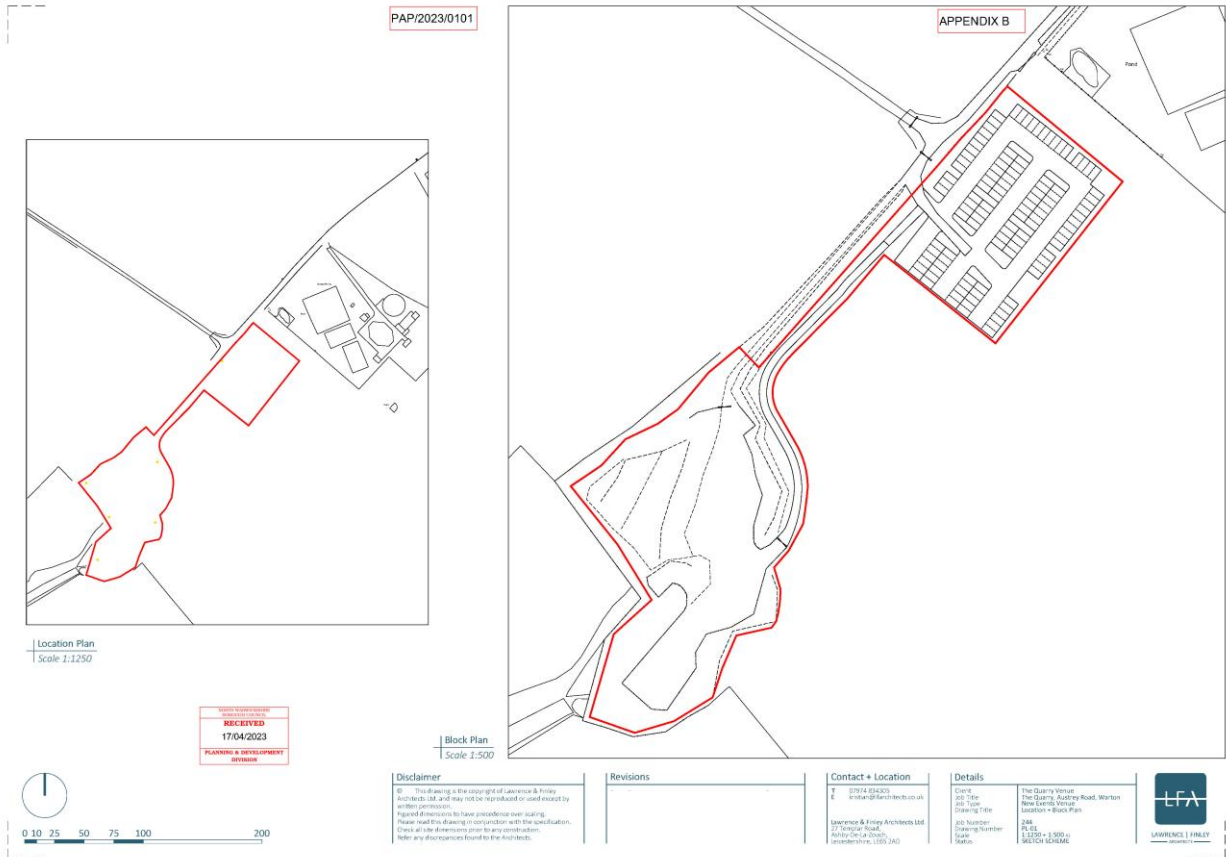 PAP/2023/0101
APPENDIX B
Pond
Location Plan
Scale 1:1250
RECEIVED
17/04/2023
PLANNING & DEVELOPMENT
DIVISION
Block Plan
Scale 1:500
0 10 25 50 75 100 200
Disclaimer
© This drawing is the copyright of Lawrence & Finley
Architects Ltd. and may not be reproduced or used except by
written permission.
Figured dimensions to have precedence over scaling.
Please read this drawing in conjunction with the specification.
Check all site dimensions prior to any construction.
Refer any discrepancies found to the Architects.
Revisions
Contact + Location
T 07974 834305
E
Lawrence & Finley Architects Ltd.
27 Templar Road,
Ashby-De-La-Zouch,
Leicestershire, LE65 2AD
Details
Client The Quarry Venue
Job Title The Quarry, Austrey Road, Warton
Job Type New Events Venue
Drawing Title Location + Block Plan
Job Number 244
Drawing Number PL 01
Scale 1:1250 + 1:500
Status SKETCH SCHEME
LFA
LAWRENCE | FINLEY
ARCHITECTS